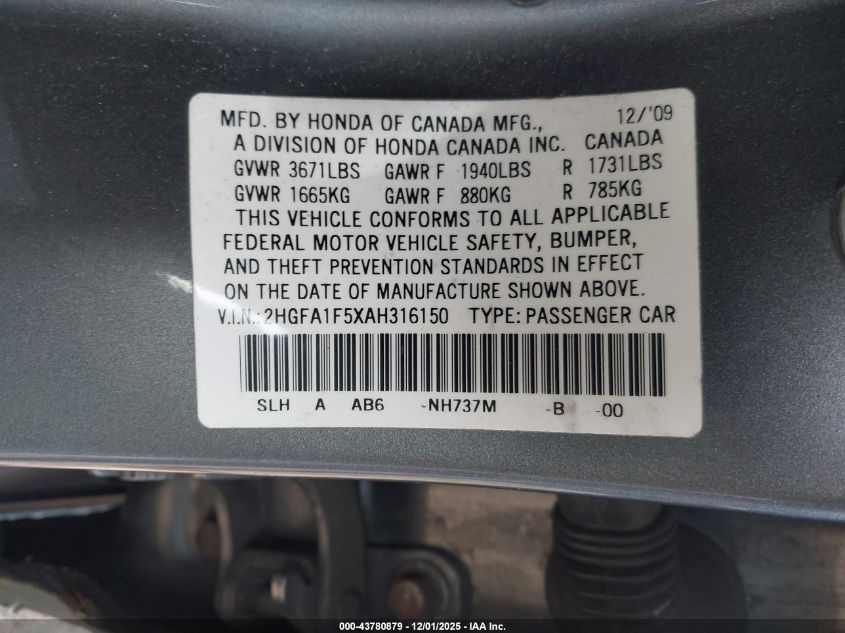 MFD. BY HONDA OF CANADA MFG., 12/'09
A DIVISION OF HONDA CANADA INC. CANADA
GVWR 3671LBS GAWR F 1940LBS R 1731LBS
GVWR 1665KG GAWR F 880KG R 785KG
THIS VEHICLE CONFORMS TO ALL APPLICABLE
FEDERAL MOTOR VEHICLE SAFETY, BUMPER,
AND THEFT PREVENTION STANDARDS IN EFFECT
ON THE DATE OF MANUFACTURE SHOWN ABOVE.
V.I.N.: 2HGFA1F5XAH316150 TYPE: PASSENGER CAR
SLH A AB6 -NH737M -B -00
000-43780879 - 12/01/2025 - IAA Inc.